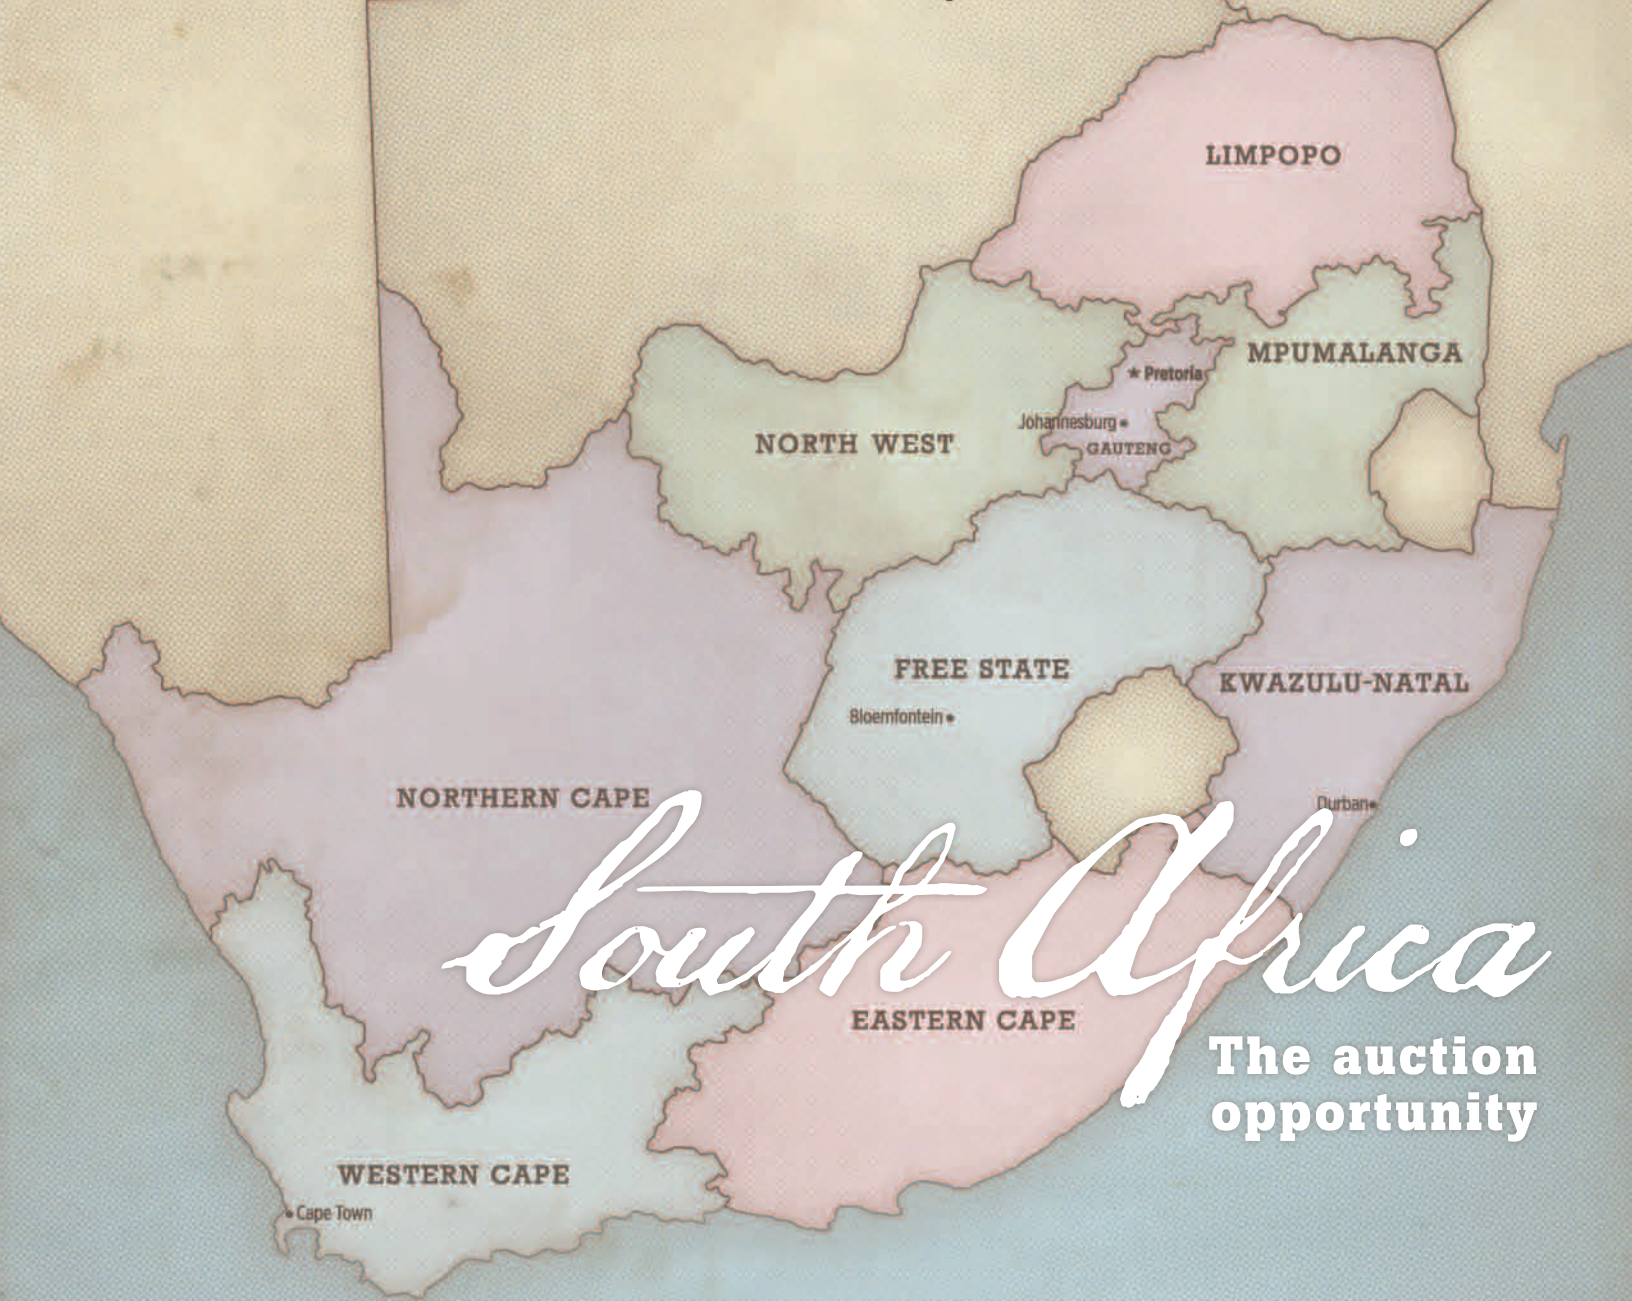 LIMPOPO
MPUMALANGA
Pretoria
Johannesburg
GAUTENG
NORTH WEST
FREE STATE
KWAZULU-NATAL
Bloemfontein
NORTHERN CAPE
Durban
South Africa
EASTERN CAPE
The auction
opportunity
WESTERN CAPE
Cape Town